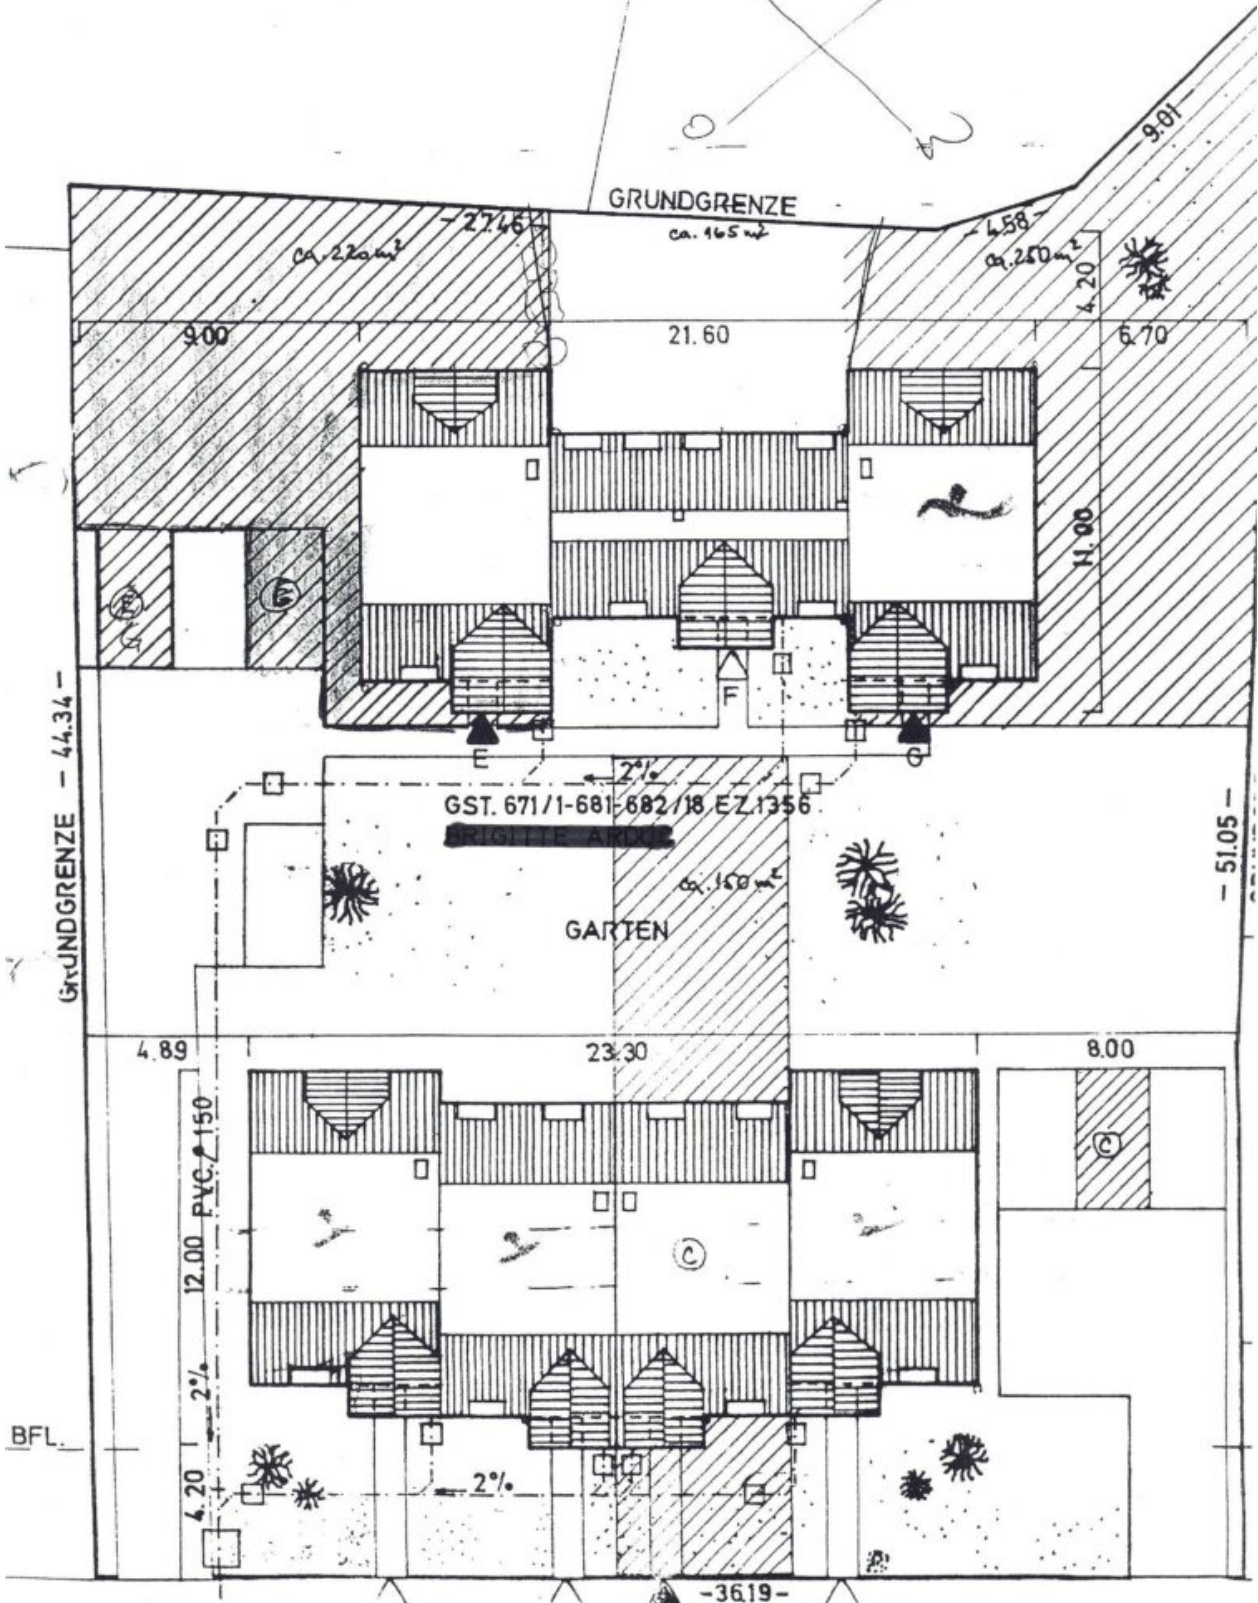 9.01
GRUNDGRENZE
-27.46-
ca. 165 m²
-4.58-
ca. 220 m²
ca. 250 m²
4.20
9.00
21.60
6.70
11.00
F
E
G
GRUNDGRENZE - 44.34 -
2%
GST. 671/1-681-682/18 EZ.1356
ca. 150 m²
- 51.05 -
GARTEN
4.89
23.30
8.00
PVC ø 150
C
12.00
C
2%
BFL.
4.20
2%
-36.19-